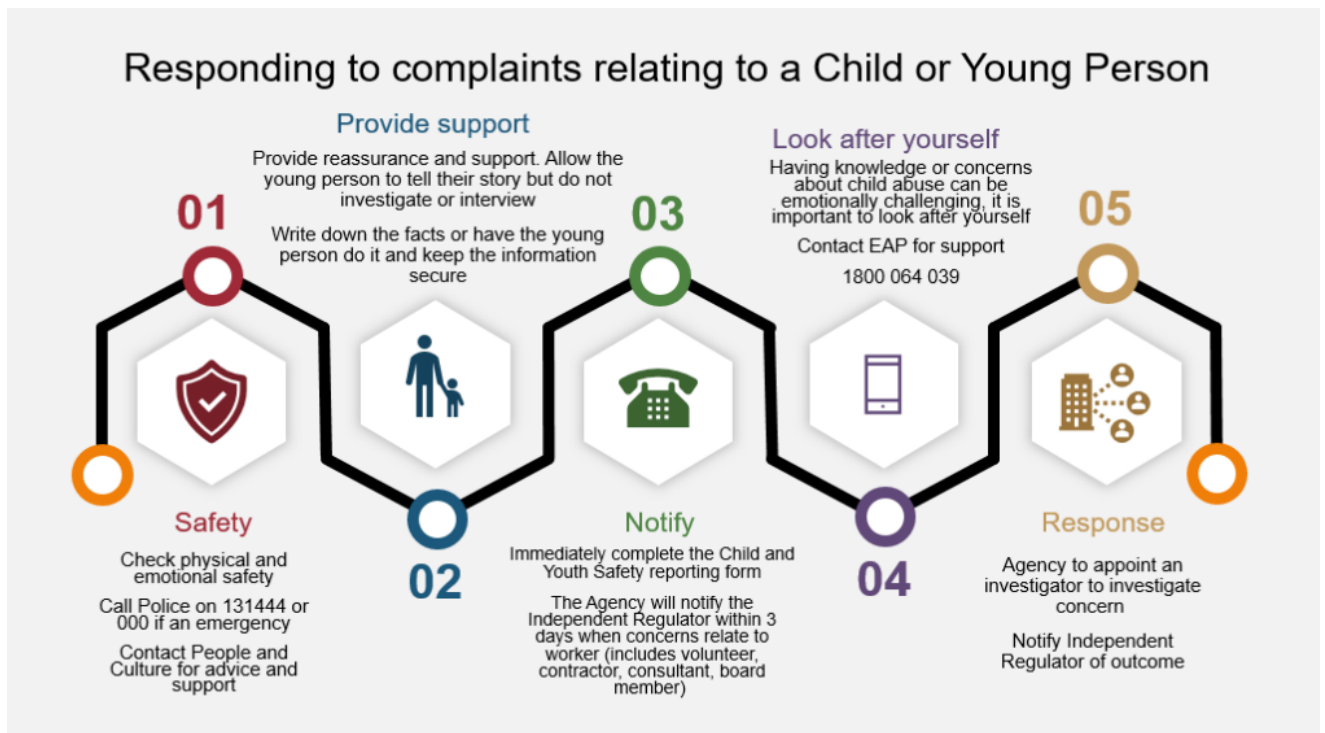 Responding to complaints relating to a Child or Young Person
01
Safety
Check physical and
emotional safety
Call Police on 131444 or
000 if an emergency
Contact People and
Culture for advice and
support
Provide support
Provide reassurance and support. Allow the
young person to tell their story but do not
investigate or interview
Write down the facts or have the young
person do it and keep the information
secure
02
03
Notify
Immediately complete the Child and
Youth Safety reporting form
The Agency will notify the
Independent Regulator within 3
days when concerns relate to
worker (includes volunteer,
contractor, consultant, board
member)
Look after yourself
Having knowledge or concerns
about child abuse can be
emotionally challenging, it is
important to look after yourself
Contact EAP for support
1800 064 039
04
05
Response
Agency to appoint an
investigator to investigate
concern
Notify Independent
Regulator of outcome